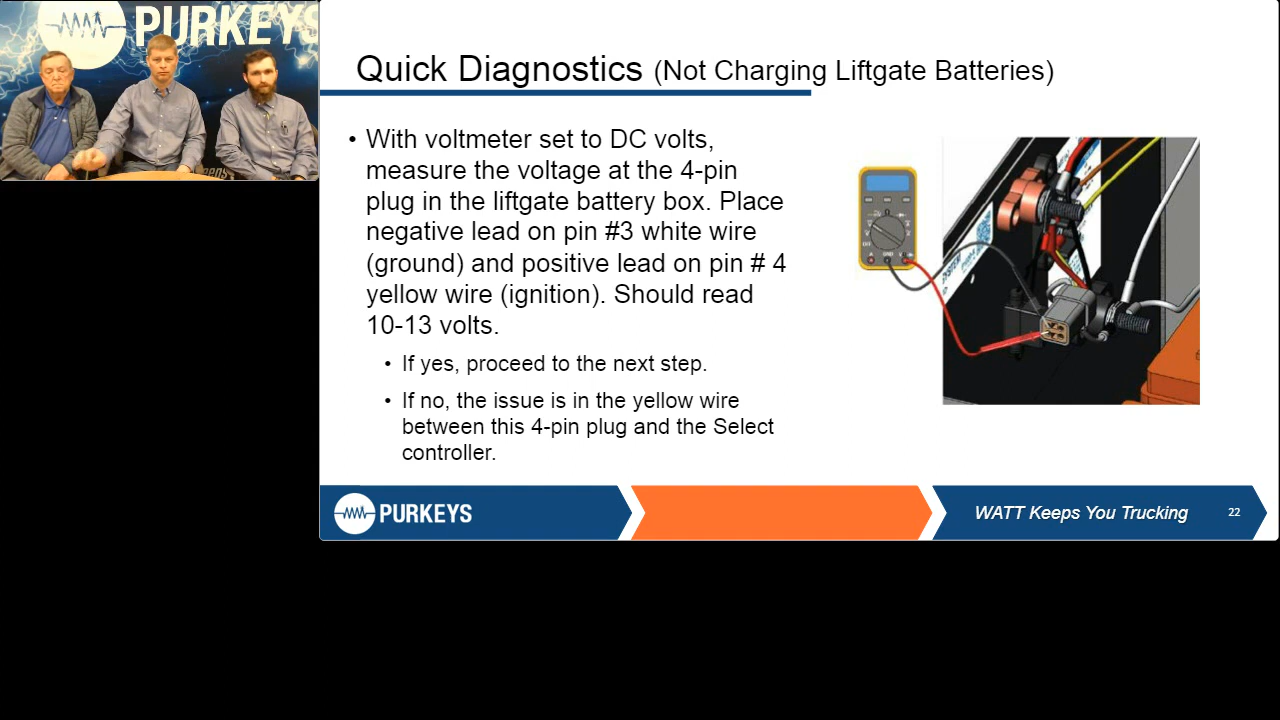 PURKEYS
Quick Diagnostics (Not Charging Liftgate Batteries)
• With voltmeter set to DC volts,
measure the voltage at the 4-pin
plug in the liftgate battery box. Place
negative lead on pin #3 white wire
(ground) and positive lead on pin # 4
yellow wire (ignition). Should read
10-13 volts.
• If yes, proceed to the next step.
• If no, the issue is in the yellow wire
between this 4-pin plug and the Select
controller.
PURKEYS
WATT Keeps You Trucking
22